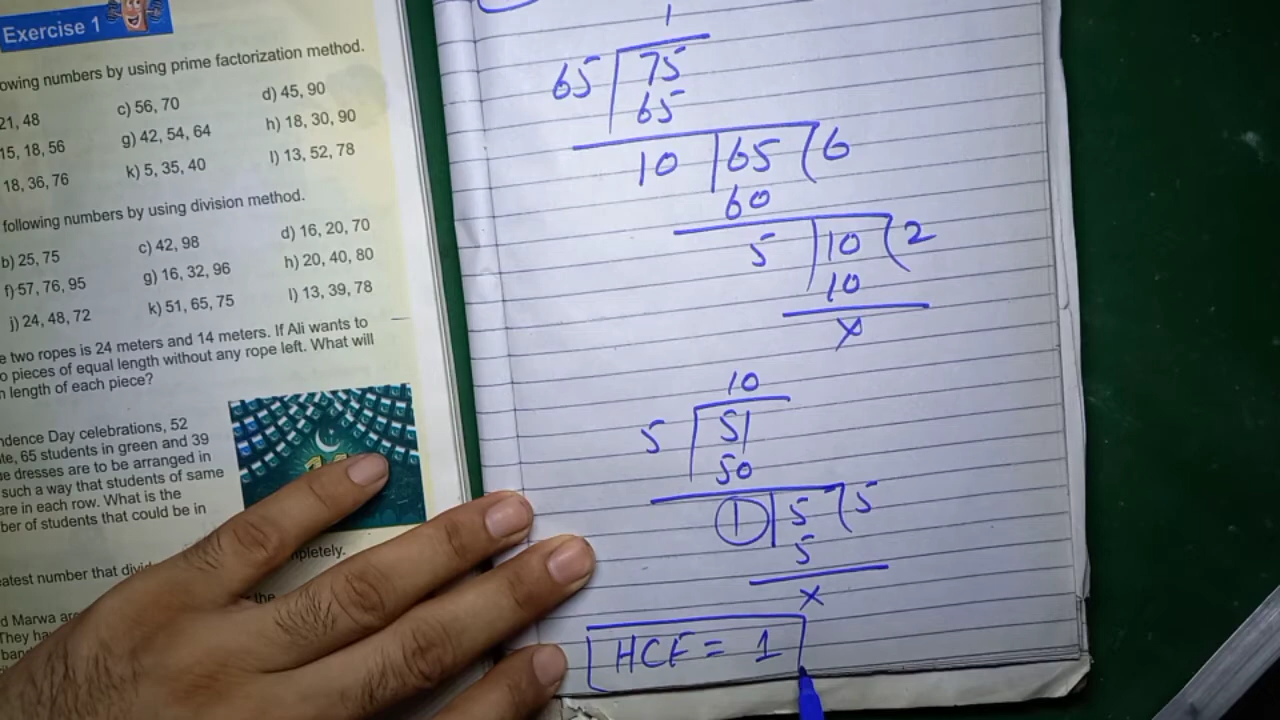 Exercise 1
owing numbers by using prime factorization method.
21, 48 c) 56, 70 d) 45, 90
15, 18, 56 g) 42, 54, 64 h) 18, 30, 90
18, 36, 76 k) 5, 35, 40 l) 13, 52, 78
following numbers by using division method.
b) 25, 75 c) 42, 98 d) 16, 20, 70
f) 57, 76, 95 g) 16, 32, 96 h) 20, 40, 80
j) 24, 48, 72 k) 51, 65, 75 l) 13, 39, 78
e two ropes is 24 meters and 14 meters. If Ali wants to
o pieces of equal length without any rope left. What will
length of each piece?
ndence Day celebrations, 52
te, 65 students in green and 39
e dresses are to be arranged in
such a way that students of same
are in each row. What is the
ber of students that could be in
eatest number that divi
pletely.
the
d Marwa are
They ha
band
1
65 75
65
10 65 6
60
5 10 2
10
x
10
5 51
50
1 5 5
5
x
HCF = 1